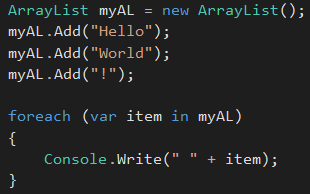 ArrayList myAL = new ArrayList();
myAL.Add("Hello");
myAL.Add("World");
myAL.Add("!");
foreach (var item in myAL)
{
    Console.Write(" " + item);
}